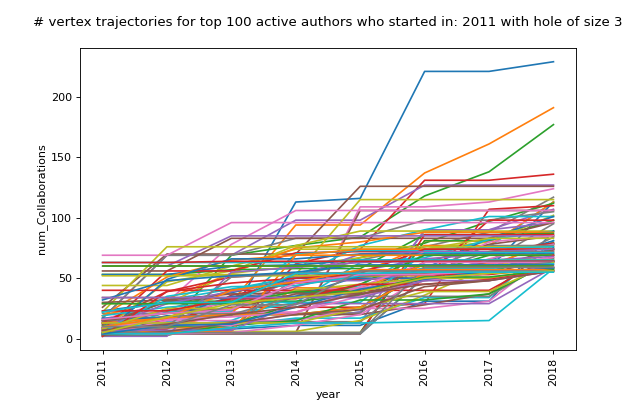 # vertex trajectories for top 100 active authors who started in: 2011 with hole of size 3
200
150
100
50
0
num_Collaborations
2011 2012 2013 2014 2015 2016 2017 2018
year